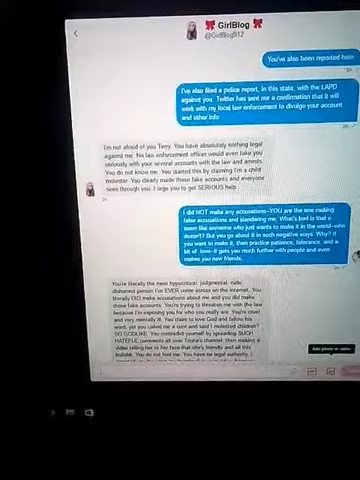 🎀 GirlBlog 🎀
@GirlBlog912
You've also been reported here
I've also filed a police report, in this state, with the LAPD
against you. Twitter has sent me a confirmation that it will
work with my local law enforcement to divulge your account
and other info
I'm not afraid of you Terry. You have absolutely nothing legal
against me. No law enforcement officer would even take you
seriously with your several accounts with the law and arrests.
You do not know me. You started this by claiming I'm a child
molester. You clearly made those fake accounts and everyone
sees through you. I urge you to get SERIOUS help.
I did NOT make any accusations--YOU are the one making
fake accusations and slandering me. What's bad is that u
seem like someone who just wants to make it in the world--who
doesn't? But you go about it in such negative ways. Why? If
you want to make it, then practice patience, tolerance, and a
bit of love--it gets you much further with people and even
makes you new friends.
You're literally the most hypocritical, judgmental, rude,
dishonest person I've EVER come across on the internet. You
literally DID make accusations about me and you did make
those fake accounts. You're trying to threaten me with the law
because I'm exposing you for who you really are. You're cruel
and very mentally ill. You claim to love God and follow his
word, yet you called me a cunt and said I molested children?
SO GODLIKE. You contradict yourself by spreading SUCH
HATEFUL comments all over Trisha's channel, then making a
video telling her to her face that she's friendly and all this
bullshit. You do not fool me. You have no legal authority, I
Add photo or video